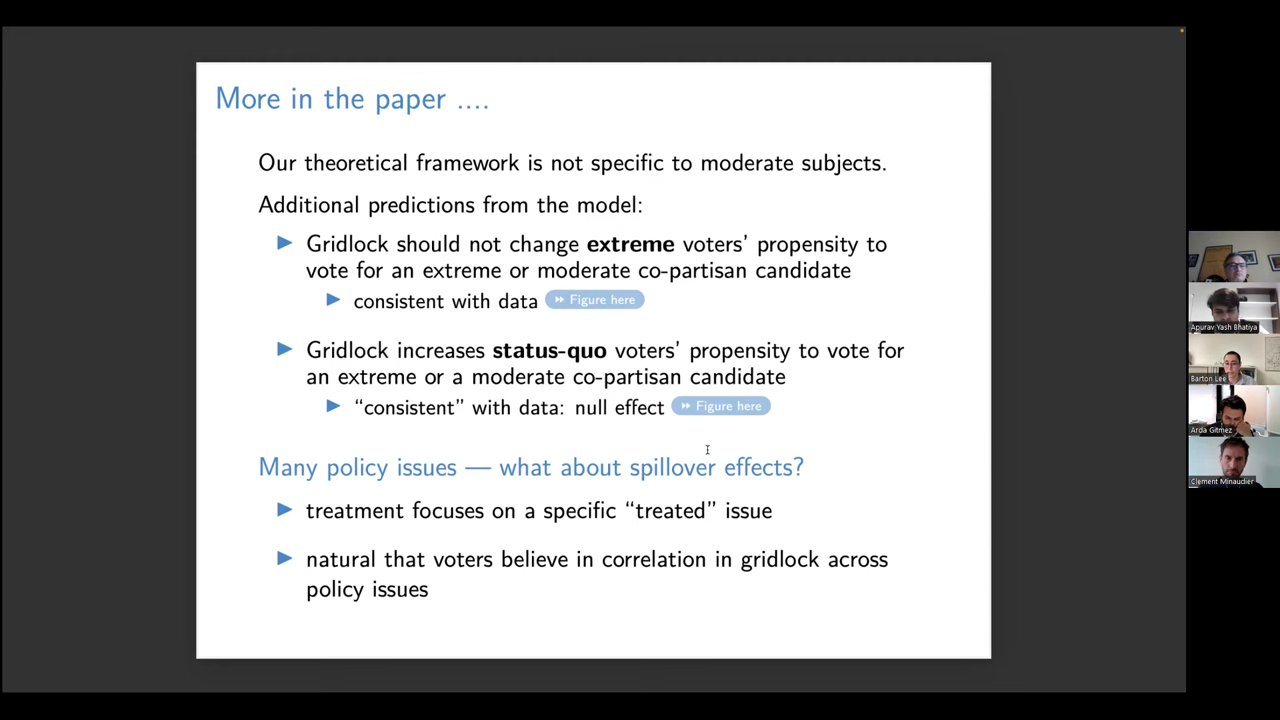 More in the paper ....
Our theoretical framework is not specific to moderate subjects.
Additional predictions from the model:
Gridlock should not change extreme voters' propensity to
vote for an extreme or moderate co-partisan candidate
consistent with data Figure here
Gridlock increases status-quo voters' propensity to vote for
an extreme or a moderate co-partisan candidate
“consistent” with data: null effect Figure here
Many policy issues — what about spillover effects?
treatment focuses on a specific “treated” issue
natural that voters believe in correlation in gridlock across
policy issues
Apurav Yash Bhatiya
Barton Lee
Arda Gitmez
Clement Minaudier